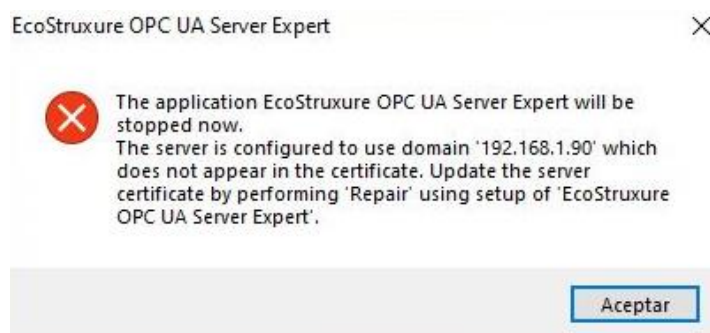 EcoStruxure OPC UA Server Expert
The application EcoStruxure OPC UA Server Expert will be
stopped now.
The server is configured to use domain '192.168.1.90' which
does not appear in the certificate. Update the server
certificate by performing 'Repair' using setup of 'EcoStruxure
OPC UA Server Expert'.
Aceptar